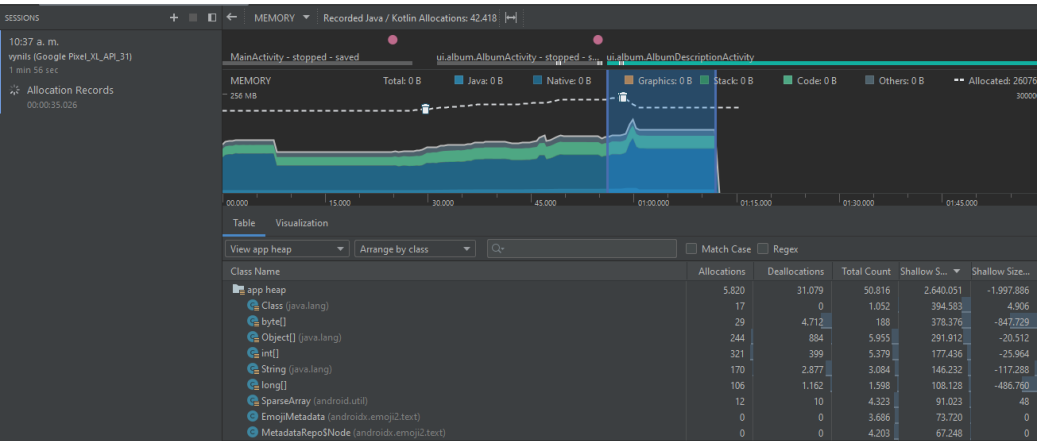 SESSIONS
MEMORY Recorded Java / Kotlin Allocations: 42.418
10:37 a. m.
vynils (Google Pixel_XL_API_31)
1 min 56 sec
Allocation Records
00:00:35.026
MainActivity - stopped - saved ui.album.AlbumActivity - stopped - s... ui.album.AlbumDescriptionActivity
MEMORY Total: 0 B Java: 0 B Native: 0 B Graphics: 0 B Stack: 0 B Code: 0 B Others: 0 B Allocated: 26076
256 MB 30000
00.000 15.000 30.000 45.000 01:00.000 01:15.000 01:30.000 01:45.000
Table Visualization
View app heap Arrange by class Match Case Regex
Class Name Allocations Deallocations Total Count Shallow S... Shallow Size...
app heap 5.820 31.079 50.816 2.640.051 -1.997.886
Class (java.lang) 17 0 1.052 394.583 4.906
byte[] 29 4.712 188 378.376 -847.729
Object[] (java.lang) 244 884 5.955 291.912 -20.512
int[] 321 399 5.379 177.436 -25.964
String (java.lang) 170 2.877 3.084 146.232 -117.288
long[] 106 1.162 1.598 108.128 -486.760
SparseArray (android.util) 12 10 4.323 91.023 48
EmojiMetadata (androidx.emoji2.text) 0 0 3.686 73.720 0
MetadataRepo$Node (androidx.emoji2.text) 0 0 4.203 67.248 0